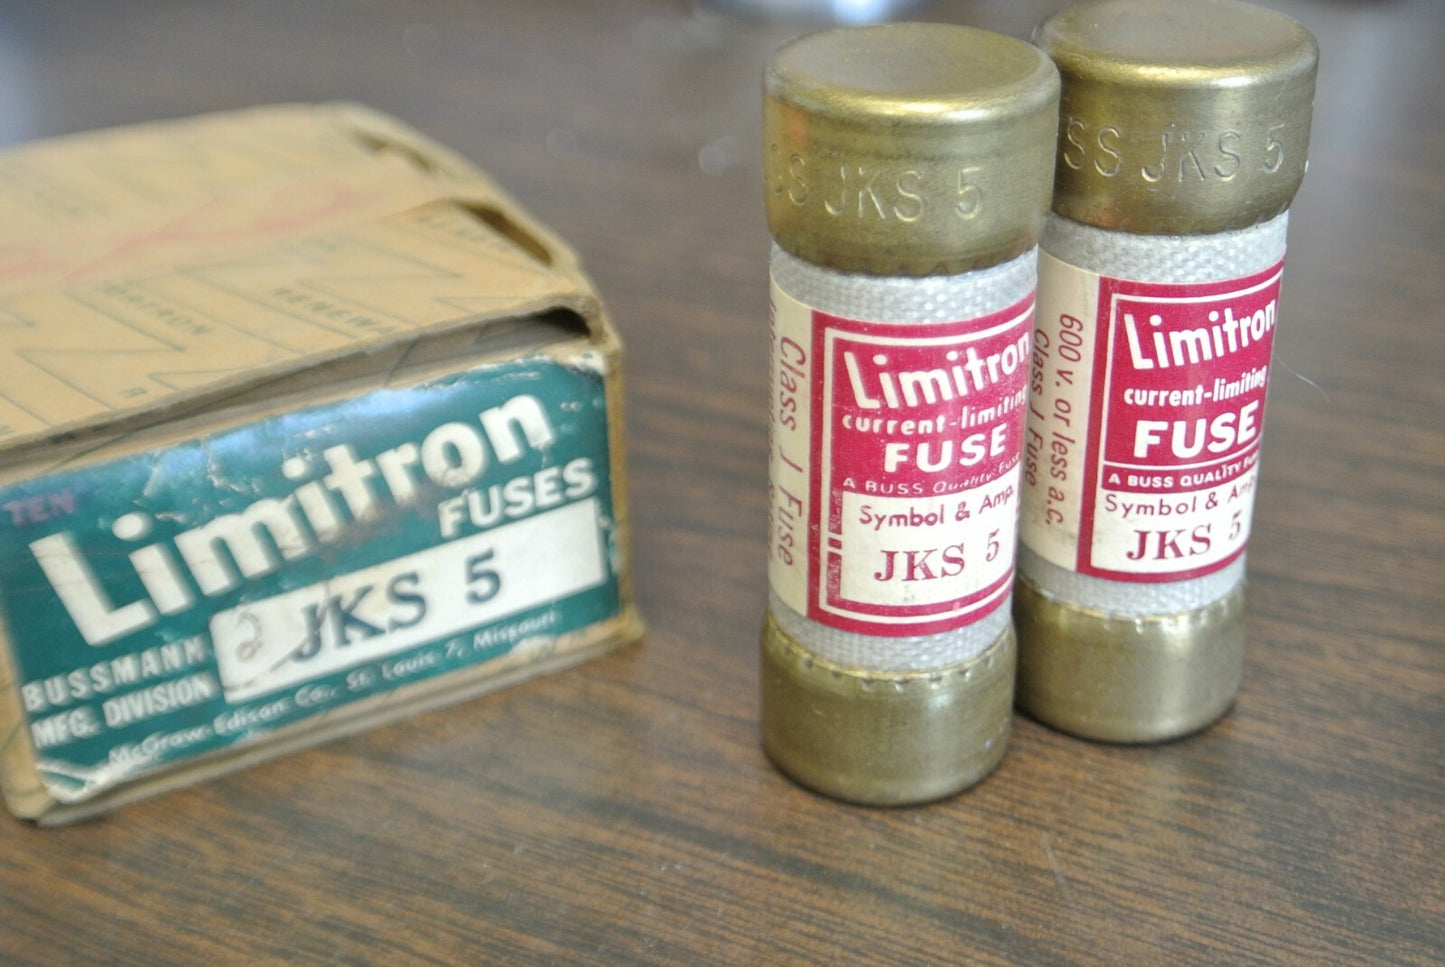 TEN
Limitron
FUSES
2 JKS 5
BUSSMANN
MFG. DIVISION
McGraw-Edison Co., St. Louis 7, Missouri
SS JKS 5
Class J Fuse
Limitron
current-limiting
FUSE
A BUSS Quality Fuse
Symbol & Amp.
JKS 5
SS JKS 5
600 v. or less a.c.
Class J Fuse
Limitron
current-limiting
FUSE
A BUSS QUALITY
Symbol & Amp
JKS 5